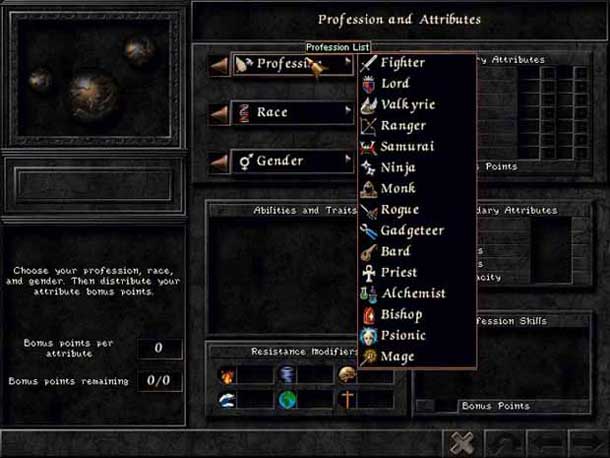 Profession and Attributes
Profession List
Professi
Race
Gender
Fighter
Lord
Valkyrie
Ranger
Samurai
Ninja
Monk
Rogue
Gadgeteer
Bard
Priest
Alchemist
Bishop
Psionic
Mage
ry Attributes
Points
Abilities and Trait
dary Attributes
s
acity
fession Skills
Bonus Points
Resistance Modifiers
Choose your profession, race,
and gender. Then distribute your
attribute bonus points.
Bonus points per
attribute
0
Bonus points remaining
0/0